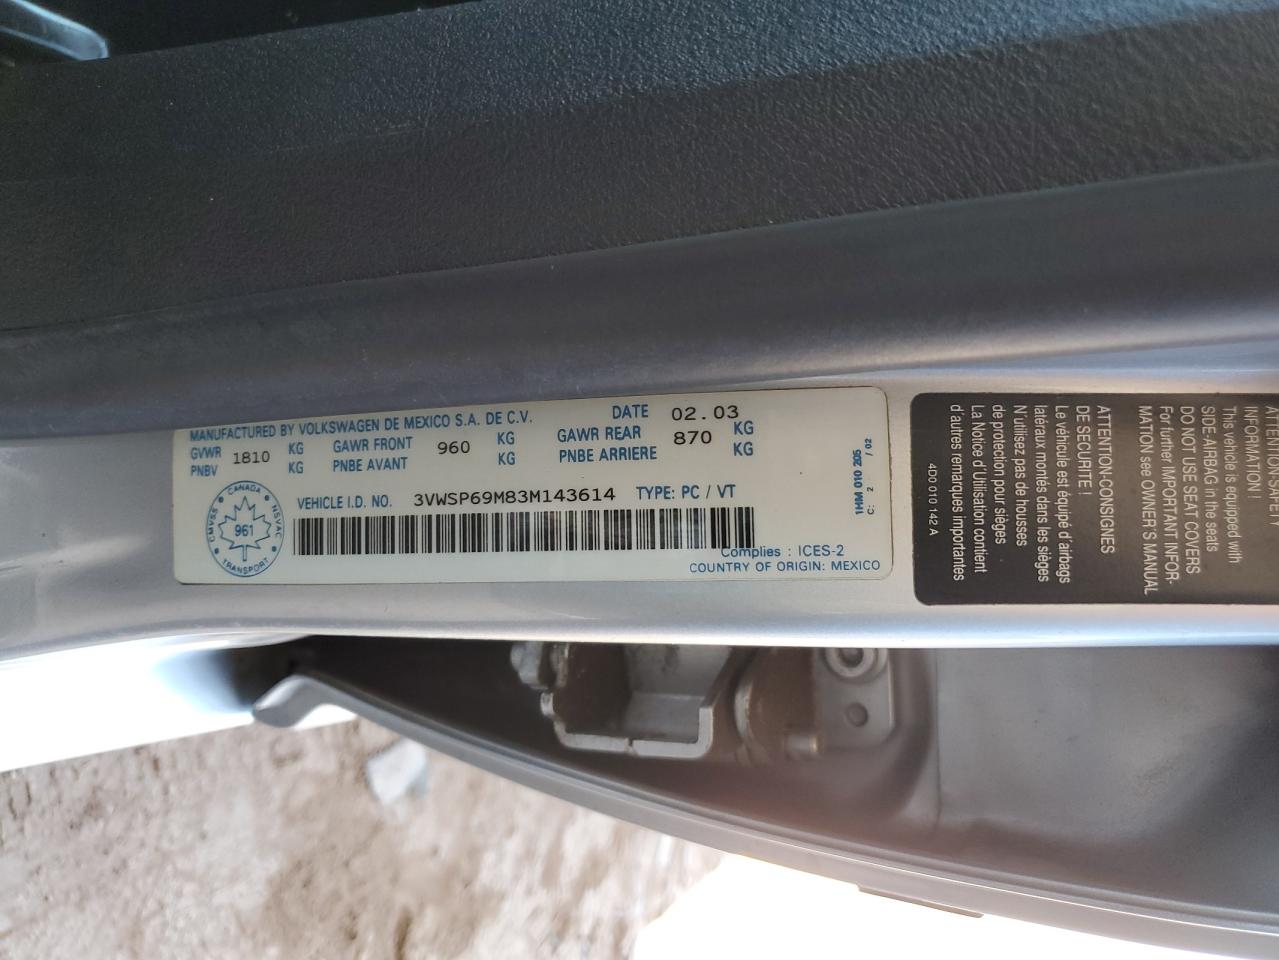 MANUFACTURED BY VOLKSWAGEN DE MEXICO S.A. DE C.V. DATE 02.03
GVWR 1810 KG GAWR FRONT 960 KG GAWR REAR 870 KG
PNBV KG PNBE AVANT KG PNBE ARRIERE KG
VEHICLE I.D. NO. 3VWSP69M83M143614 TYPE: PC / VT
CANADA
CMVSS 961 NSVAC
TRANSPORT
Complies : ICES-2
COUNTRY OF ORIGIN: MEXICO
1HM 010 205
C: 2 / 02
ATTENTION-SAFETY
INFORMATION !
This vehicle is equipped with
SIDE-AIRBAG in the seats
DO NOT USE SEAT COVERS
For further IMPORTANT INFOR-
MATION see OWNER'S MANUAL
ATTENTION-CONSIGNES
DE SECURITE !
Le véhicule est équipé d'airbags
latéraux montés dans les sièges
N'utilisez pas de housses
de protection pour sièges
La Notice d'Utilisation contient
d'autres remarques importantes
4D0 010 142 A